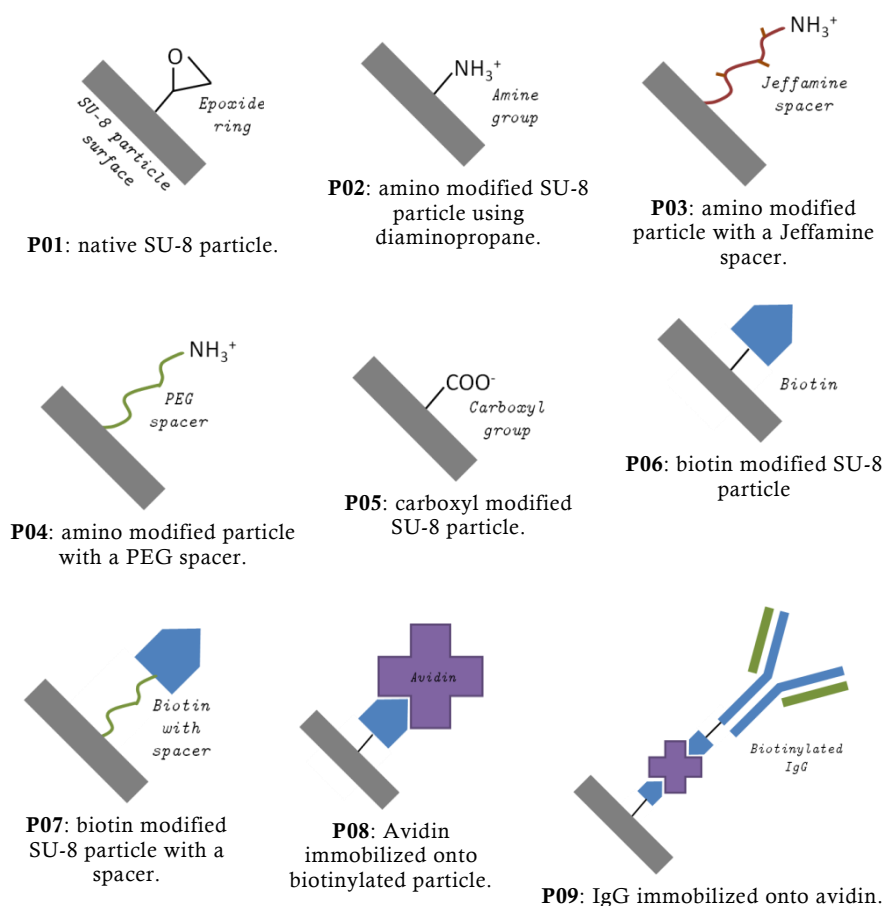 O
SU-8 particle
surface
Epoxide
ring
P01: native SU-8 particle.
NH3+
Amine
group
P02: amino modified SU-8
particle using
diaminopropane.
NH3+
Jeffamine
spacer
P03: amino modified
particle with a Jeffamine
spacer.
NH3+
PEG
spacer
P04: amino modified particle
with a PEG spacer.
COO-
Carboxyl
group
P05: carboxyl modified
SU-8 particle.
Biotin
P06: biotin modified SU-8
particle
Biotin
with
spacer
P07: biotin modified
SU-8 particle with a
spacer.
Avidin
P08: Avidin
immobilized onto
biotinylated particle.
Biotinylated
IgG
P09: IgG immobilized onto avidin.